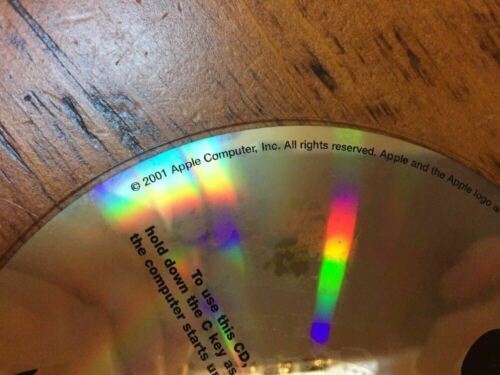 © 2001 Apple Computer, Inc. All rights reserved. Apple and the Apple logo
To use this CD,
hold down the C key as
the computer starts u